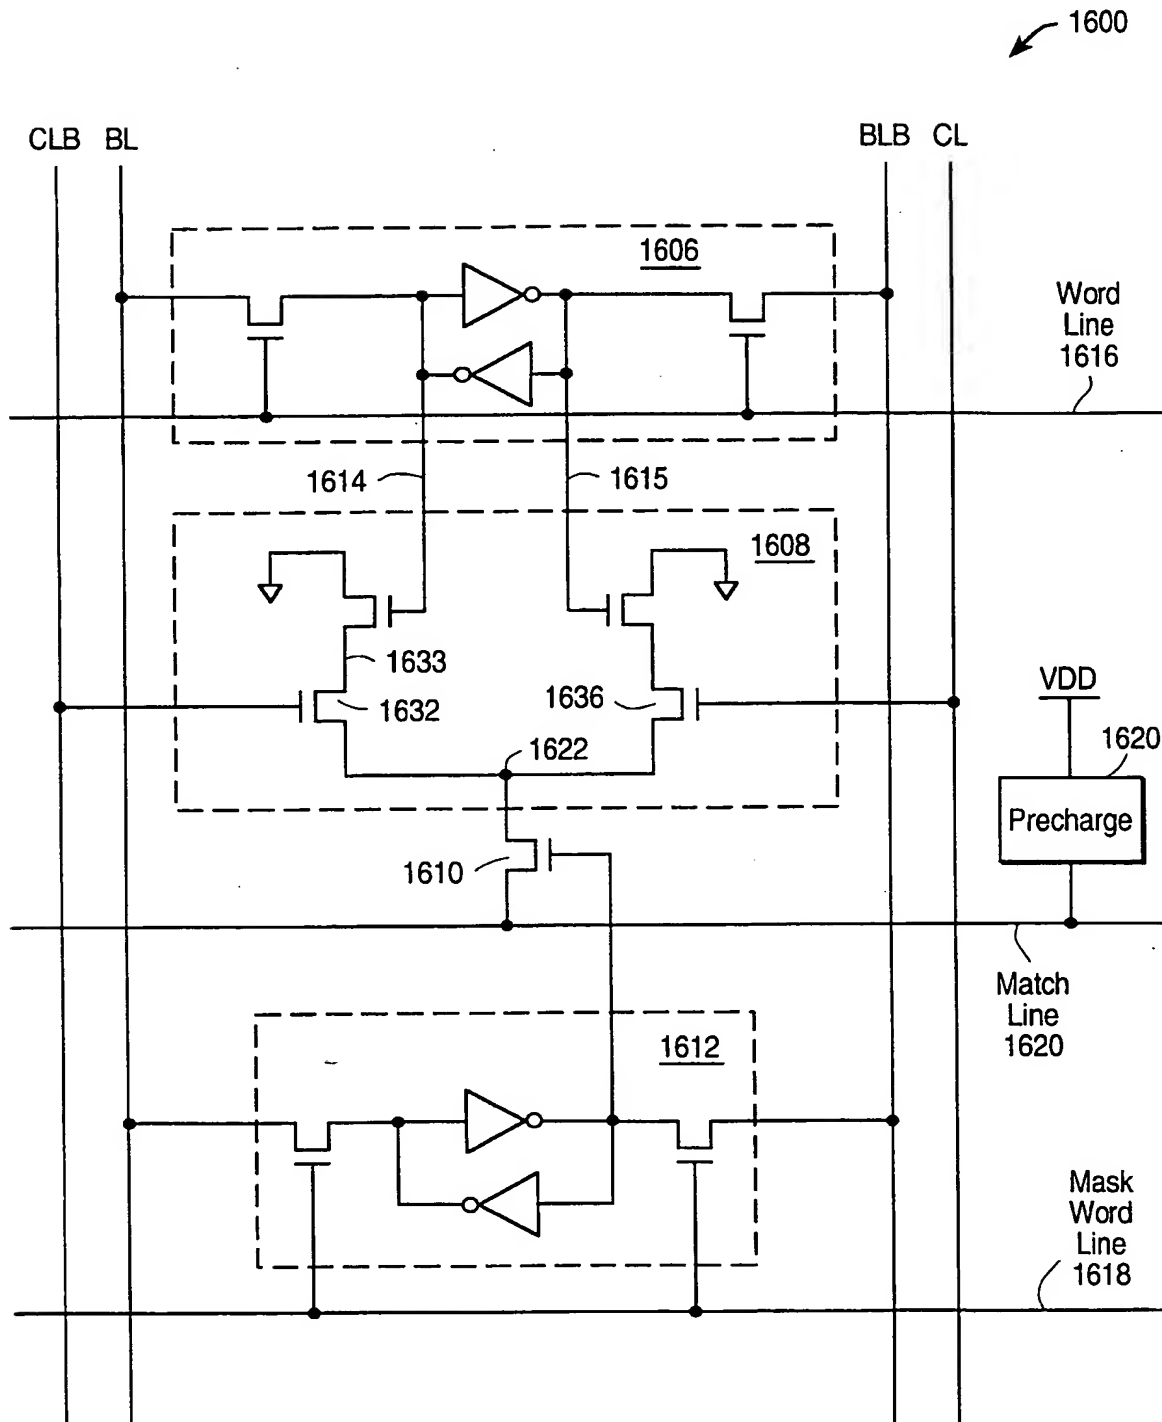 1600
CLB BL BLB CL
1606
Word
Line
1616
1614 1615
1608
1633
1632 1636
1622
VDD
1620
Precharge
1610
Match
Line
1620
1612
Mask
Word
Line
1618